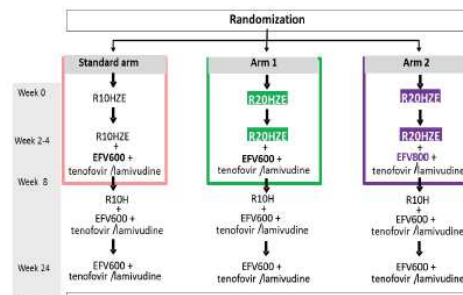 Randomization
Standard arm
Arm 1
Arm 2
Week 0
R10HZE
R20HZE
R20HZE
Week 2-4
R10HZE
+
EFV600 +
tenofovir /lamivudine
R20HZE
+
EFV600 +
tenofovir /lamivudine
R20HZE
+
EFV800 +
tenofovir /lamivudine
Week 8
R10H
+
EFV600 +
tenofovir /lamivudine
R10H
+
EFV600 +
tenofovir /lamivudine
R10H
+
EFV600 +
tenofovir /lamivudine
Week 24
EFV600 +
tenofovir /lamivudine
EFV600 +
tenofovir /lamivudine
EFV600 +
tenofovir /lamivudine